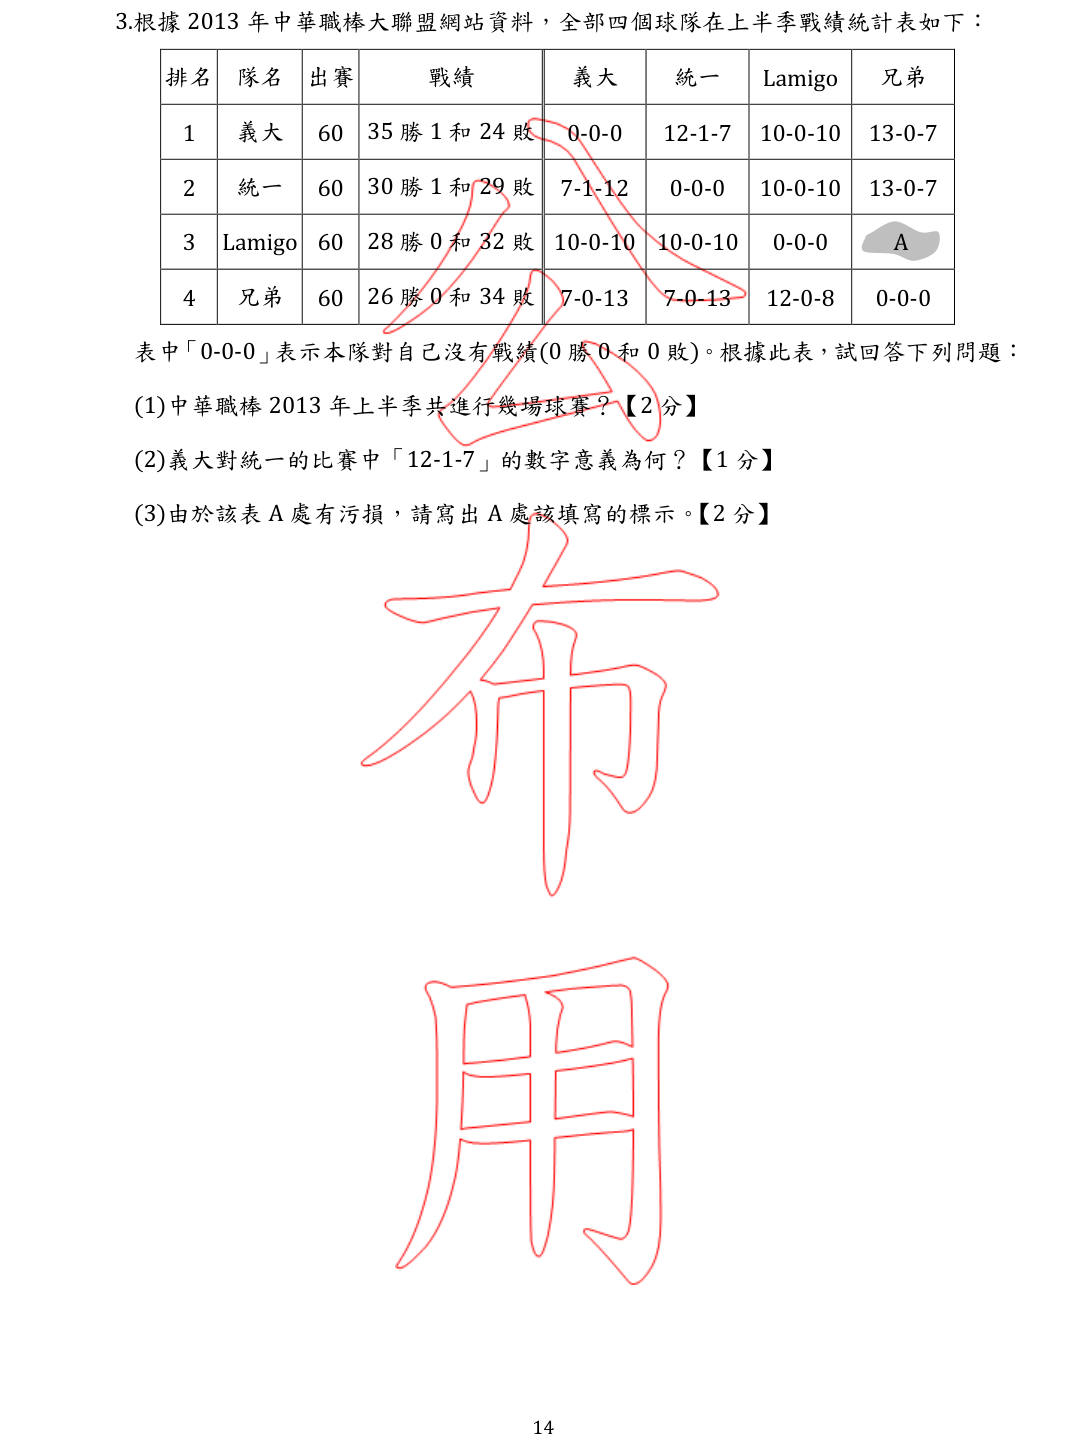 3.根據 2013 年中華職棒大聯盟網站資料，全部四個球隊在上半季戰績統計表如下：
排名 隊名 出賽 戰績 義大 統一 Lamigo 兄弟
1 義大 60 35 勝 1 和 24 敗 0-0-0 12-1-7 10-0-10 13-0-7
2 統一 60 30 勝 1 和 29 敗 7-1-12 0-0-0 10-0-10 13-0-7
3 Lamigo 60 28 勝 0 和 32 敗 10-0-10 10-0-10 0-0-0 A
4 兄弟 60 26 勝 0 和 34 敗 7-0-13 7-0-13 12-0-8 0-0-0
表中「0-0-0」表示本隊對自己沒有戰績(0 勝 0 和 0 敗)。根據此表，試回答下列問題：
(1)中華職棒 2013 年上半季共進行幾場球賽？【2 分】
(2)義大對統一的比賽中「12-1-7」的數字意義為何？【1 分】
(3)由於該表 A 處有污損，請寫出 A 處該填寫的標示。【2 分】
公
布
用
14